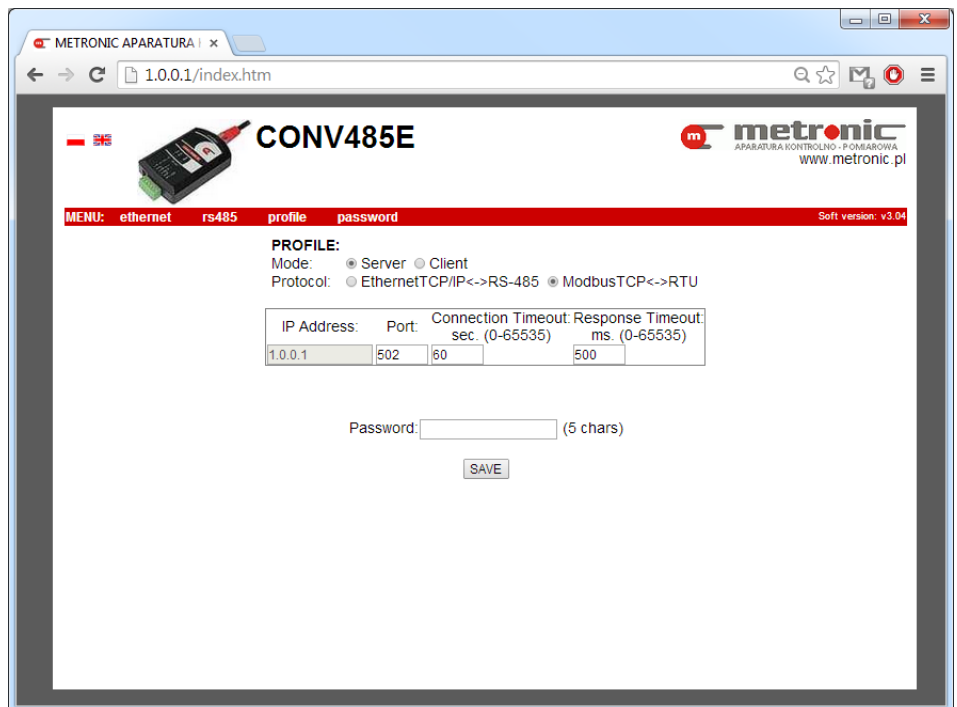 METRONIC APARATURA
1.0.0.1/index.htm
CONV485E
m metronic
APARATURA KONTROLNO - POMIAROWA
www.metronic.pl
MENU: ethernet rs485 profile password Soft version: v3.04
PROFILE:
Mode: Server Client
Protocol: EthernetTCP/IP<->RS-485 ModbusTCP<->RTU
IP Address: Port: Connection Timeout: Response Timeout:
sec. (0-65535) ms. (0-65535)
1.0.0.1 502 60 500
Password: (5 chars)
SAVE